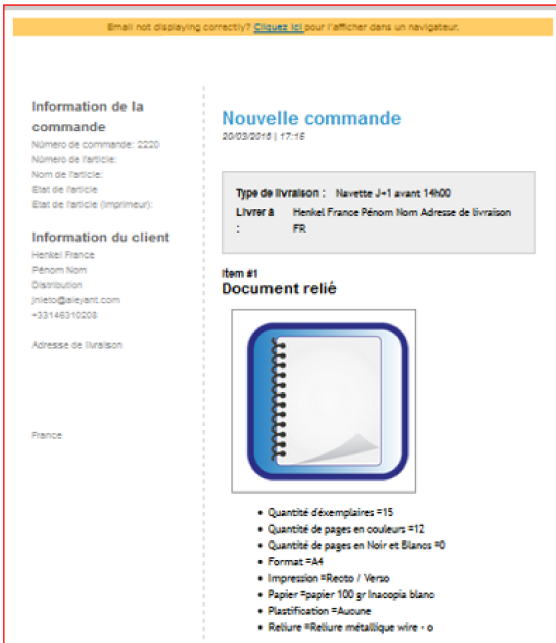 Email not displaying correctly? Cliquez ici pour l'afficher dans un navigateur.
Information de la
commande
Número de commande: 2220
Número de l'article:
Nom de l'article:
Etat de l'article
Etat de l'article (imprimeur):
Information du client
Henkel France
Pénom Nom
Distribution
jnieto@aleyant.com
+33146310208
Adresse de livraison
France
Nouvelle commande
20/03/2018 | 17:16
Type de livraison : Navette J+1 avant 14h00
Livrer à Henkel France Pénom Nom Adresse de livraison
: FR
Item #1
Document relié
• Quantité d'éxemplaires =15
• Quantité de pages en couleurs =12
• Quantité de pages en Noir et Blancs =0
• Format =A4
• Impression =Recto / Verso
• Papier =papier 100 gr Inacopia blanc
• Plastification =Aucune
• Reliure =Reliure métallique wire - o